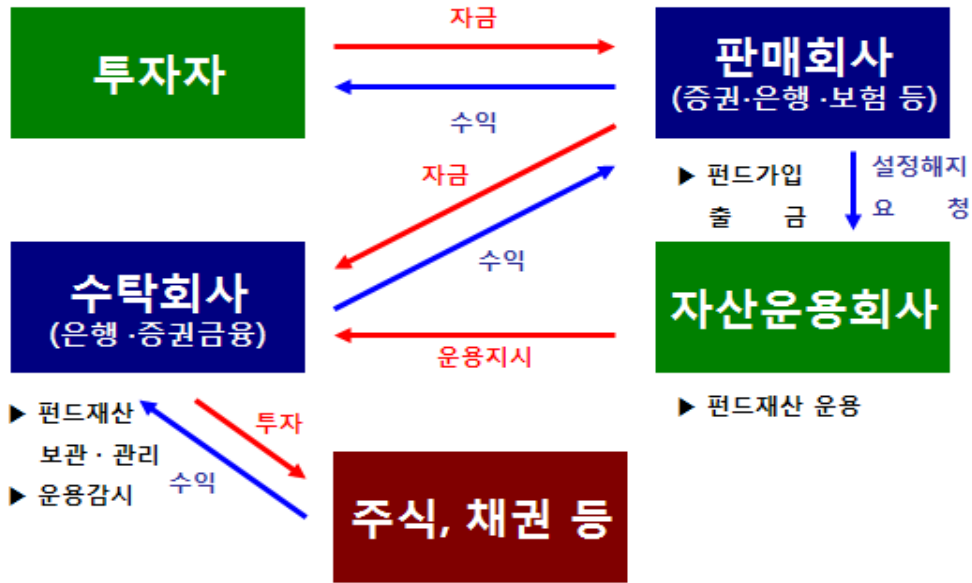 자금
투자자
판매회사
(증권·은행 ·보험 등)
수익
자금
▶ 펀드가입
출 금
설정해지
요 청
수익
수탁회사
(은행 ·증권금융)
자산운용회사
운용지시
▶ 펀드재산
보관 · 관리
▶ 운용감시
투자
수익
▶ 펀드재산 운용
주식, 채권 등